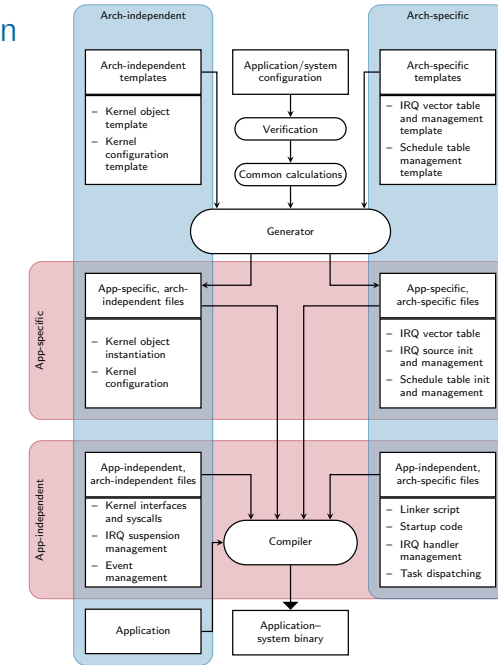 n
Arch-independent
Arch-specific
Arch-independent
templates
– Kernel object
template
– Kernel
configuration
template
Application/system
configuration
Verification
Common calculations
Arch-specific
templates
– IRQ vector table
and management
template
– Schedule table
management
template
Generator
App-specific
App-specific, arch-
independent files
– Kernel object
instantiation
– Kernel
configuration
App-specific,
arch-specific files
– IRQ vector table
– IRQ source init
and management
– Schedule table init
and management
App-independent
App-independent,
arch-independent files
– Kernel interfaces
and syscalls
– IRQ suspension
management
– Event
management
Compiler
App-independent,
arch-specific files
– Linker script
– Startup code
– IRQ handler
management
– Task dispatching
Application
Application–
system binary